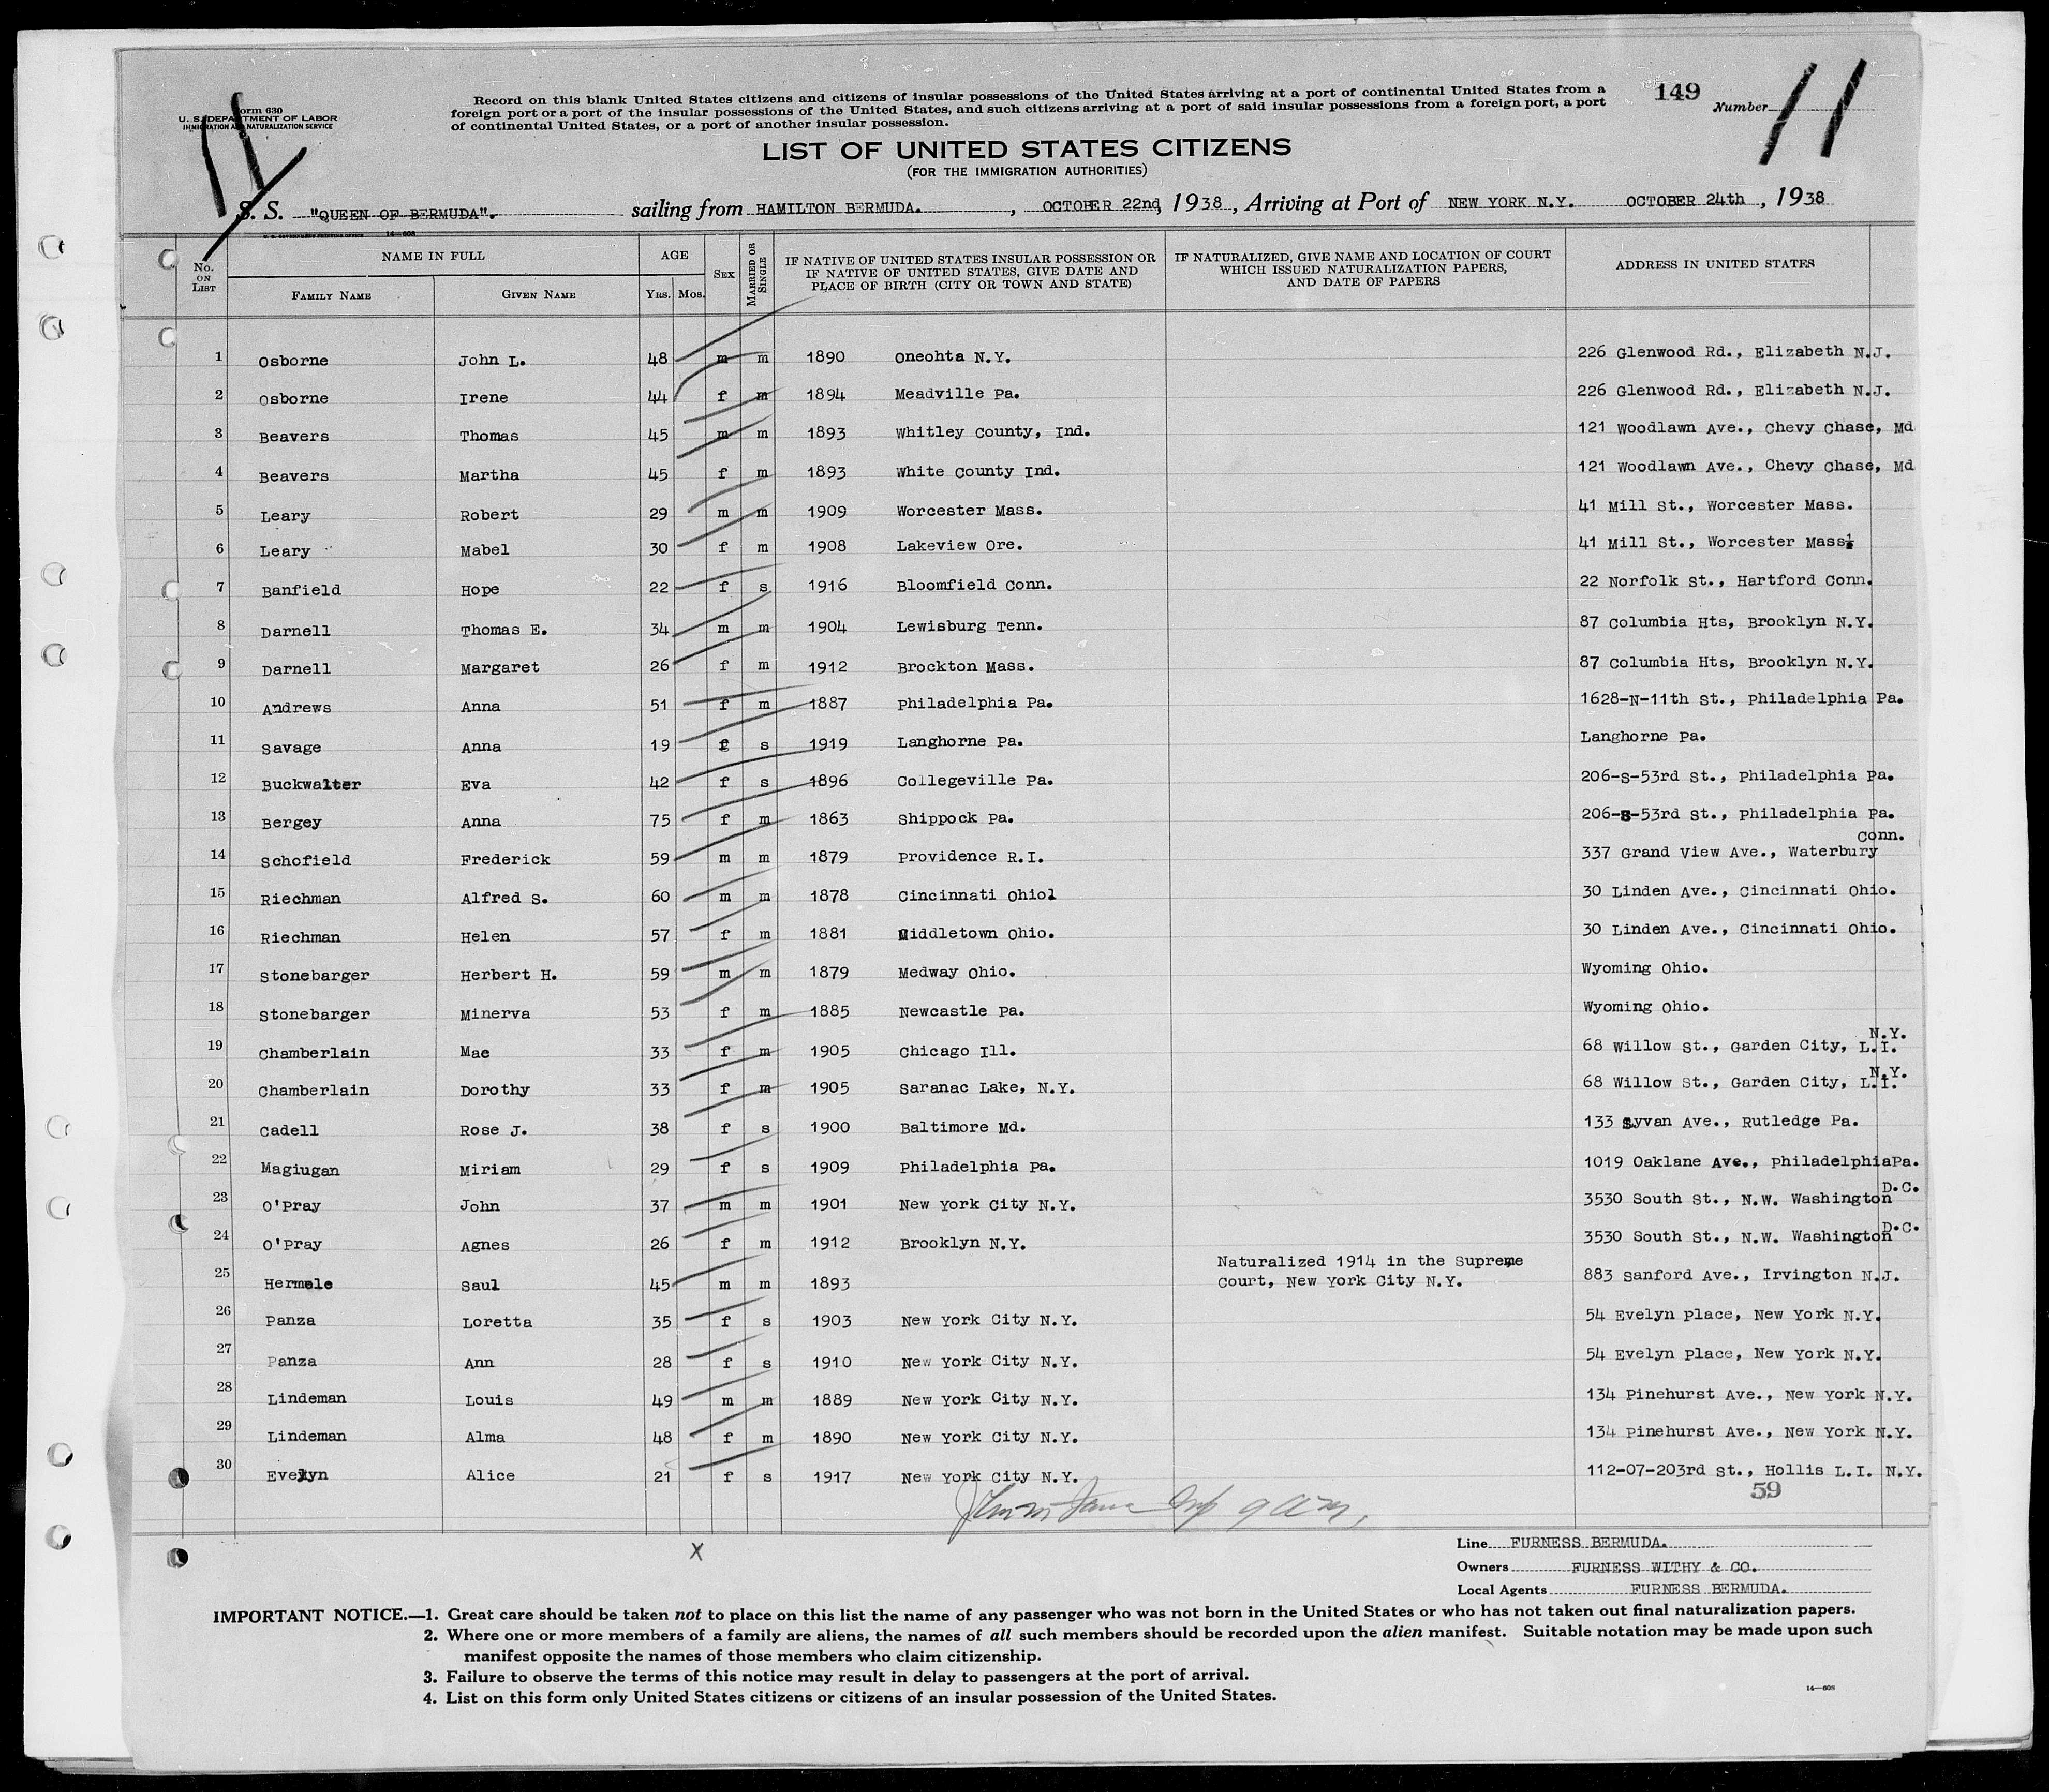 Form 630
U. S. DEPARTMENT OF LABOR
IMMIGRATION AND NATURALIZATION SERVICE
11
Record on this blank United States citizens and citizens of insular possessions of the United States arriving at a port of continental United States from a
foreign port or a port of the insular possessions of the United States, and such citizens arriving at a port of said insular possessions from a foreign port, a port
of continental United States, or a port of another insular possession.
149
Number 11
LIST OF UNITED STATES CITIZENS
(FOR THE IMMIGRATION AUTHORITIES)
S. S. "QUEEN OF BERMUDA". sailing from HAMILTON BERMUDA. , OCTOBER 22nd, 1938, Arriving at Port of NEW YORK N.Y. OCTOBER 24th, 1938
U. S. GOVERNMENT PRINTING OFFICE 14—608
No. ON LIST NAME IN FULL FAMILY NAME GIVEN NAME AGE YRS. MOS. SEX MARRIED OR SINGLE IF NATIVE OF UNITED STATES INSULAR POSSESSION OR IF NATIVE OF UNITED STATES, GIVE DATE AND PLACE OF BIRTH (CITY OR TOWN AND STATE) IF NATURALIZED, GIVE NAME AND LOCATION OF COURT WHICH ISSUED NATURALIZATION PAPERS, AND DATE OF PAPERS ADDRESS IN UNITED STATES
1 Osborne John L. 48 m m 1890 Oneohta N.Y. 226 Glenwood Rd., Elizabeth N.J.
2 Osborne Irene 44 f m 1894 Meadville Pa. 226 Glenwood Rd., Elizabeth N.J.
3 Beavers Thomas 45 m m 1893 Whitley County, Ind. 121 Woodlawn Ave., Chevy Chase, Md
4 Beavers Martha 45 f m 1893 White County Ind. 121 Woodlawn Ave., Chevy Chase, Md
5 Leary Robert 29 m m 1909 Worcester Mass. 41 Mill St., Worcester Mass.
6 Leary Mabel 30 f m 1908 Lakeview Ore. 41 Mill St., Worcester Mass.
7 Banfield Hope 22 f s 1916 Bloomfield Conn. 22 Norfolk St., Hartford Conn.
8 Darnell Thomas E. 34 m m 1904 Lewisburg Tenn. 87 Columbia Hts, Brooklyn N.Y.
9 Darnell Margaret 26 f m 1912 Brockton Mass. 87 Columbia Hts, Brooklyn N.Y.
10 Andrews Anna 51 f m 1887 Philadelphia Pa. 1628-N-11th St., Philadelphia Pa.
11 Savage Anna 19 f s 1919 Langhorne Pa. Langhorne Pa.
12 Buckwalter Eva 42 f s 1896 Collegeville Pa. 206-S-53rd St., Philadelphia Pa.
13 Bergey Anna 75 f m 1863 Shippock Pa. 206-S-53rd St., Philadelphia Pa.
14 Schofield Frederick 59 m m 1879 Providence R.I. 337 Grand View Ave., Waterbury Conn.
15 Riechman Alfred S. 60 m m 1878 Cincinnati Ohiol 30 Linden Ave., Cincinnati Ohio.
16 Riechman Helen 57 f m 1881 Middletown Ohio. 30 Linden Ave., Cincinnati Ohio.
17 Stonebarger Herbert H. 59 m m 1879 Medway Ohio. Wyoming Ohio.
18 Stonebarger Minerva 53 f m 1885 Newcastle Pa. Wyoming Ohio.
19 Chamberlain Mae 33 f m 1905 Chicago Ill. 68 Willow St., Garden City, L.I. N.Y.
20 Chamberlain Dorothy 33 f m 1905 Saranac Lake, N.Y. 68 Willow St., Garden City, L.I. N.Y.
21 Cadell Rose J. 38 f s 1900 Baltimore Md. 133 Syvan Ave., Rutledge Pa.
22 Magiugan Miriam 29 f s 1909 Philadelphia Pa. 1019 Oaklane Ave., Philadelphia Pa.
23 O'Pray John 37 m m 1901 New York City N.Y. 3530 South St., N.W. Washington D.C.
24 O'Pray Agnes 26 f m 1912 Brooklyn N.Y. 3530 South St., N.W. Washington D.C.
25 Hermele Saul 45 m m 1893 Naturalized 1914 in the Supreme Court, New York City N.Y. 883 Sanford Ave., Irvington N.J.
26 Panza Loretta 35 f s 1903 New York City N.Y. 54 Evelyn Place, New York N.Y.
27 Panza Ann 28 f s 1910 New York City N.Y. 54 Evelyn Place, New York N.Y.
28 Lindeman Louis 49 m m 1889 New York City N.Y. 134 Pinehurst Ave., New York N.Y.
29 Lindeman Alma 48 f m 1890 New York City N.Y. 134 Pinehurst Ave., New York N.Y.
30 Evelyn Alice 21 f s 1917 New York City N.Y. 112-07-203rd St., Hollis L.I. N.Y.
59
X
Line FURNESS BERMUDA.
Owners FURNESS WITHY & CO.
Local Agents FURNESS BERMUDA.
IMPORTANT NOTICE.—1. Great care should be taken not to place on this list the name of any passenger who was not born in the United States or who has not taken out final naturalization papers.
2. Where one or more members of a family are aliens, the names of all such members should be recorded upon the alien manifest. Suitable notation may be made upon such
manifest opposite the names of those members who claim citizenship.
3. Failure to observe the terms of this notice may result in delay to passengers at the port of arrival.
4. List on this form only United States citizens or citizens of an insular possession of the United States.
14—608